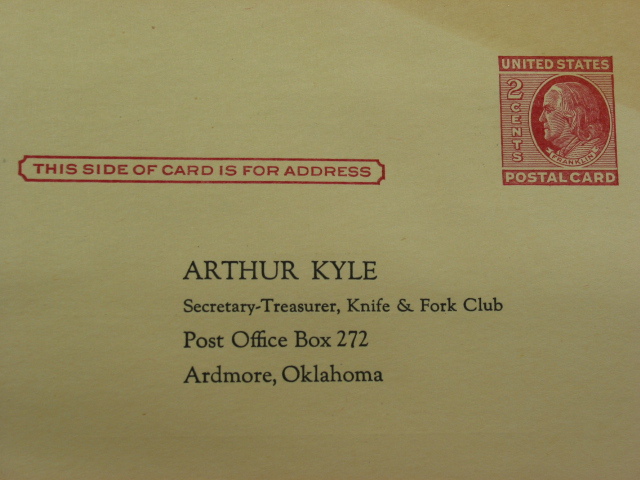 UNITED STATES
2 CENTS
FRANKLIN
POSTAL CARD
THIS SIDE OF CARD IS FOR ADDRESS
ARTHUR KYLE
Secretary-Treasurer, Knife & Fork Club
Post Office Box 272
Ardmore, Oklahoma